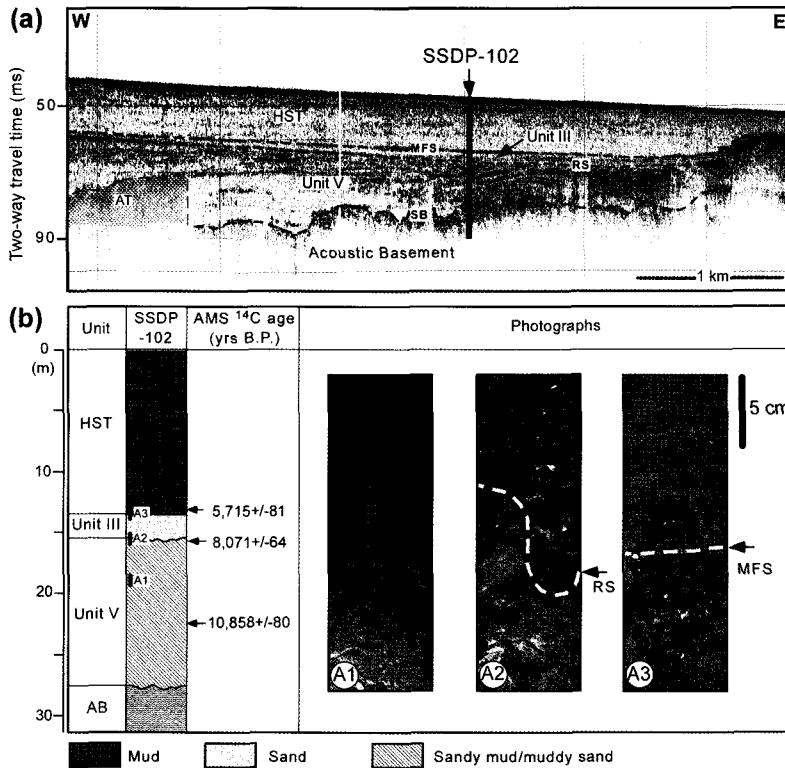 (a)
W
E
SSDP-102
Two-way travel time (ms)
50
90
HST
MFS
Unit III
RS
Unit V
AT
SB
Acoustic Basement
1 km
(b)
Unit
SSDP
-102
AMS 14C age
(yrs B.P.)
Photographs
0
(m)
10
20
30
HST
Unit III
Unit V
AB
A3
A2
A1
5,715+/-81
8,071+/-64
10,858+/-80
5 cm
RS
MFS
A1
A2
A3
Mud
Sand
Sandy mud/muddy sand